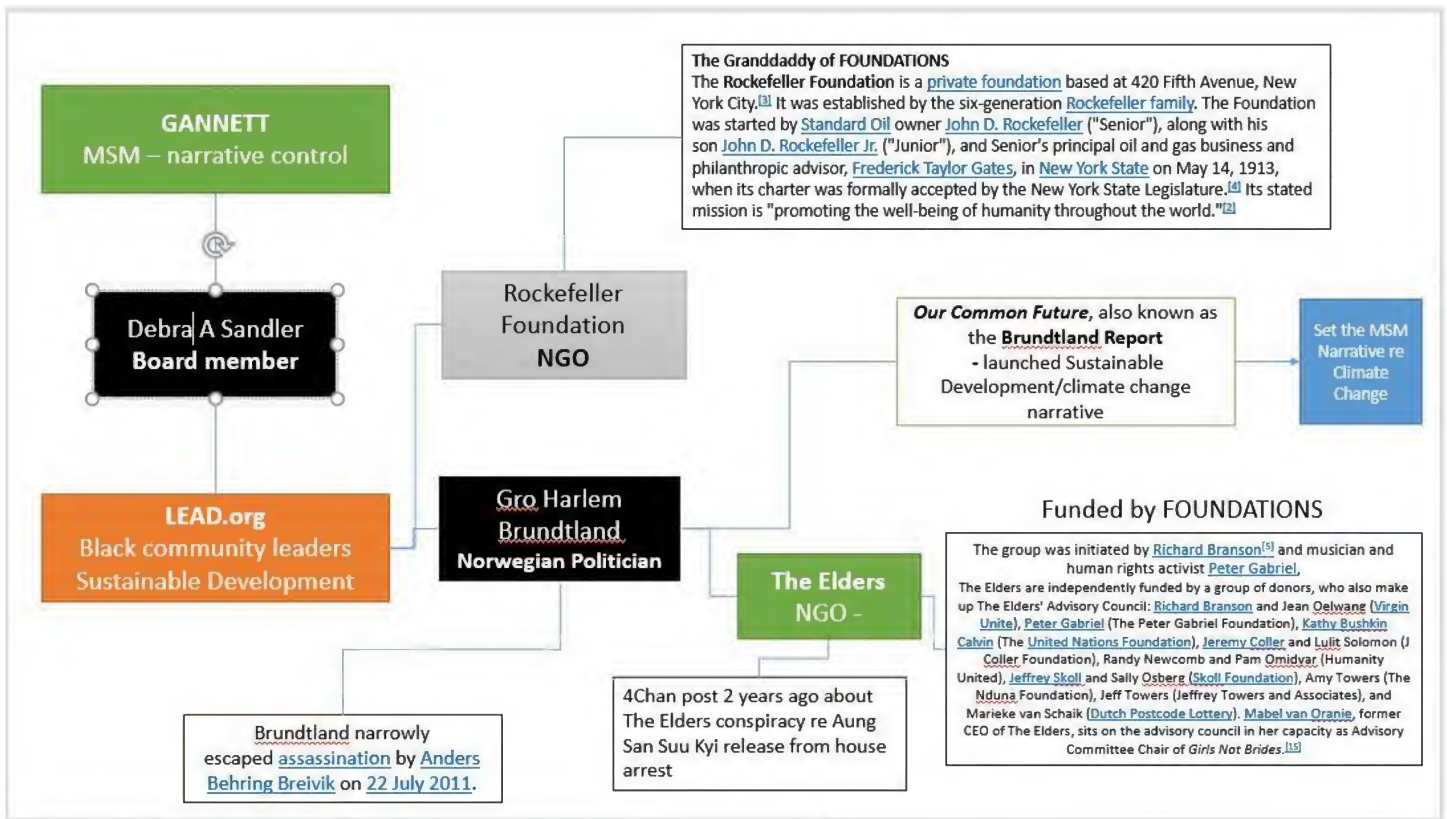 The Granddaddy of FOUNDATIONS
The Rockefeller Foundation is a private foundation based at 420 Fifth Avenue, New
York City.[3] It was established by the six-generation Rockefeller family. The Foundation
was started by Standard Oil owner John D. Rockefeller ("Senior"), along with his
son John D. Rockefeller Jr. ("Junior"), and Senior's principal oil and gas business and
philanthropic advisor, Frederick Taylor Gates, in New York State on May 14, 1913,
when its charter was formally accepted by the New York State Legislature.[4] Its stated
mission is "promoting the well-being of humanity throughout the world."[2]
GANNETT
MSM – narrative control
Debra A Sandler
Board member
Rockefeller
Foundation
NGO
Our Common Future, also known as
the Brundtland Report
- launched Sustainable
Development/climate change
narrative
Set the MSM
Narrative re
Climate
Change
LEAD.org
Black community leaders
Sustainable Development
Gro Harlem
Brundtland
Norwegian Politician
The Elders
NGO -
Funded by FOUNDATIONS
The group was initiated by Richard Branson[5] and musician and
human rights activist Peter Gabriel,
The Elders are independently funded by a group of donors, who also make
up The Elders' Advisory Council: Richard Branson and Jean Oelwang (Virgin
Unite), Peter Gabriel (The Peter Gabriel Foundation), Kathy Bushkin
Calvin (The United Nations Foundation), Jeremy Coller and Lulit Solomon (J
Coller Foundation), Randy Newcomb and Pam Omidyar (Humanity
United), Jeffrey Skoll and Sally Osberg (Skoll Foundation), Amy Towers (The
Nduna Foundation), Jeff Towers (Jeffrey Towers and Associates), and
Marieke van Schaik (Dutch Postcode Lottery). Mabel van Oranje, former
CEO of The Elders, sits on the advisory council in her capacity as Advisory
Committee Chair of Girls Not Brides.[15]
4Chan post 2 years ago about
The Elders conspiracy re Aung
San Suu Kyi release from house
arrest
Brundtland narrowly
escaped assassination by Anders
Behring Breivik on 22 July 2011.